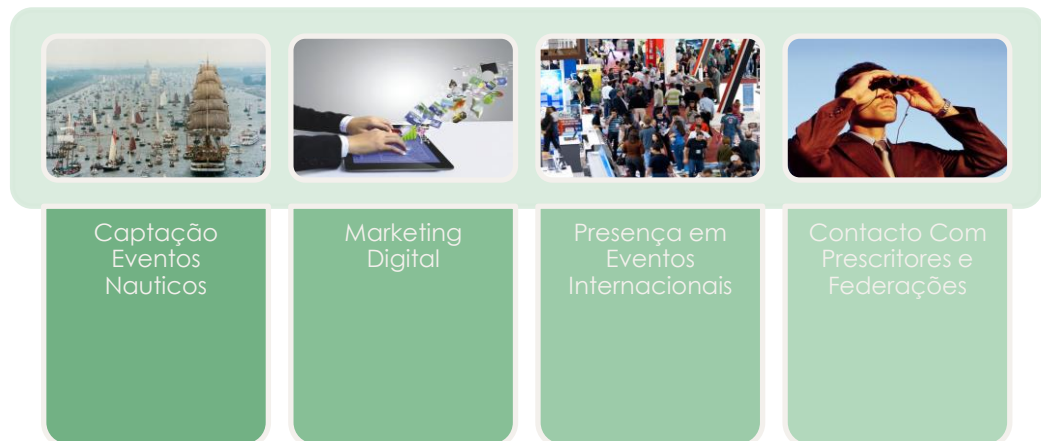 Captação
Eventos
Nauticos
Marketing
Digital
Presença em
Eventos
Internacionais
Contacto Com
Prescritores e
Federações